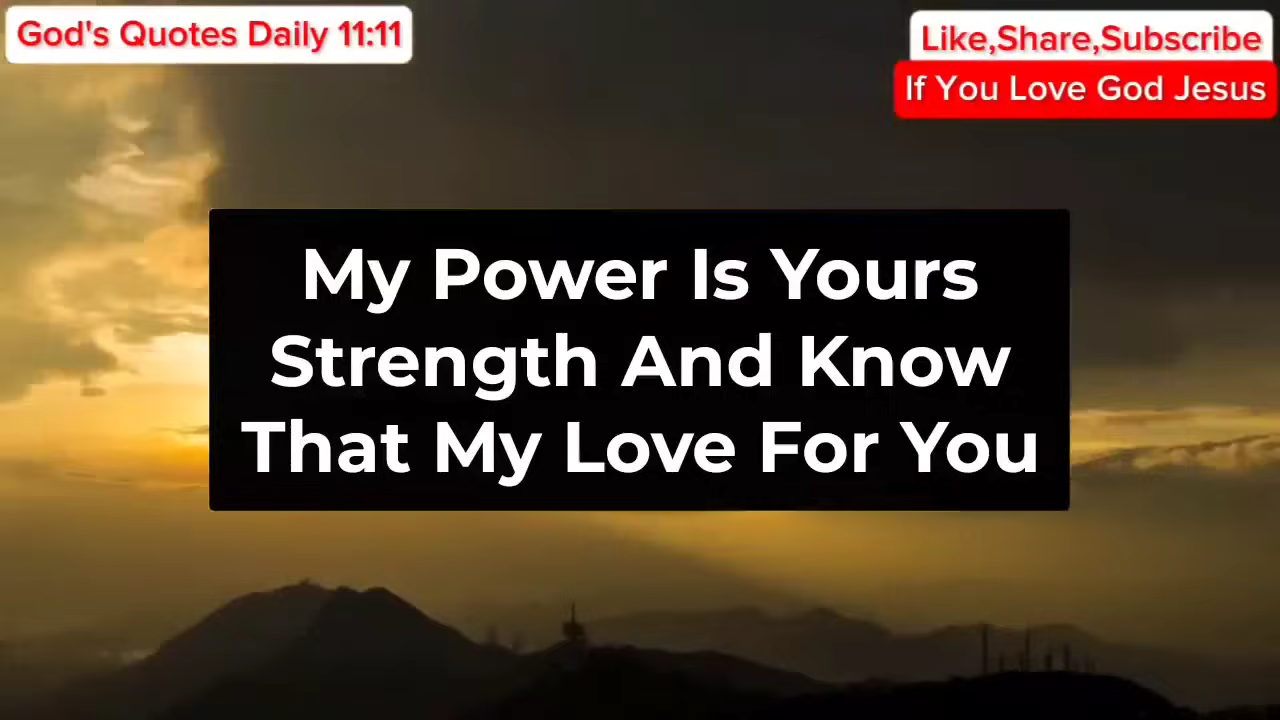 God's Quotes Daily 11:11
Like,Share,Subscribe
If You Love God Jesus
My Power Is Yours
Strength And Know
That My Love For You